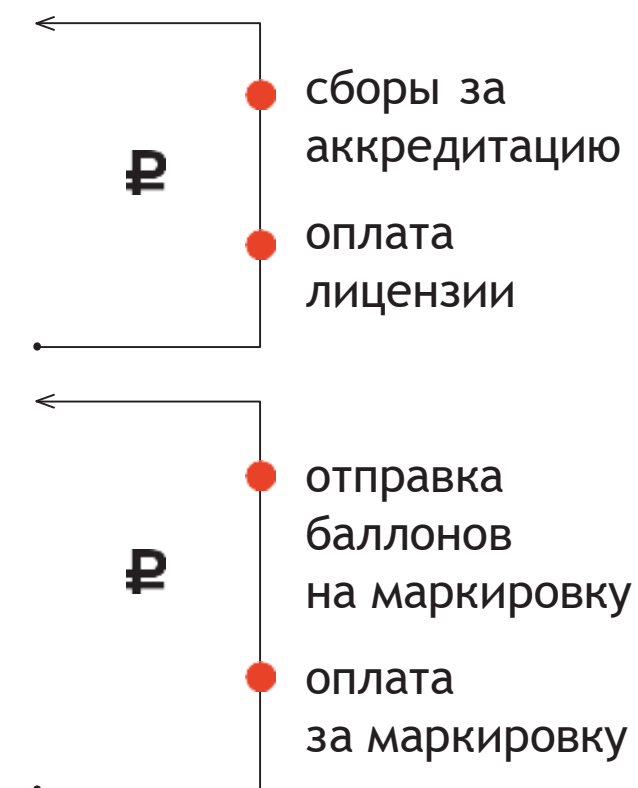 ₽
сборы за
аккредитацию
оплата
лицензии
₽
отправка
баллонов
на маркировку
оплата
за маркировку